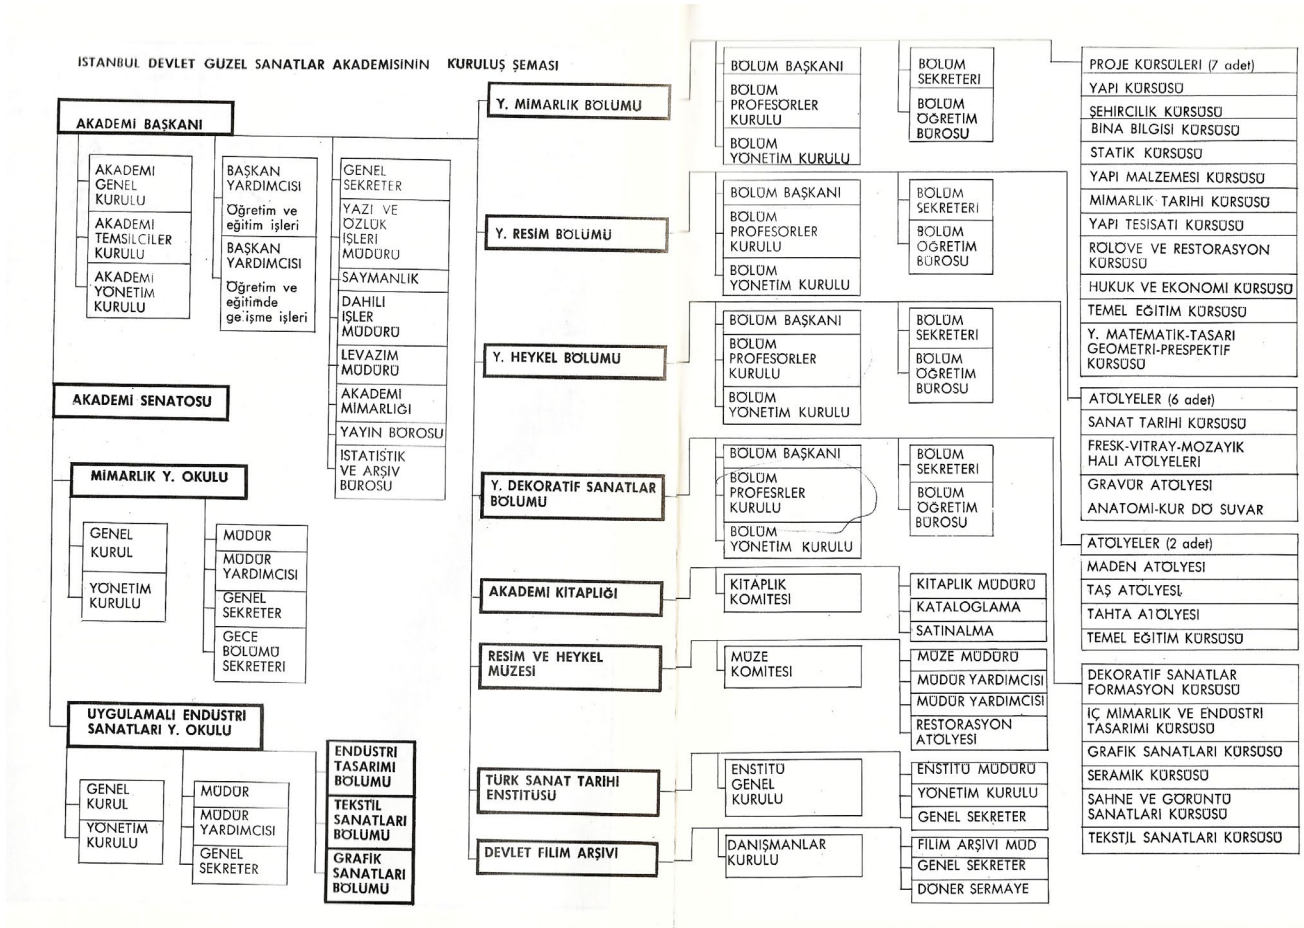 İSTANBUL DEVLET GÜZEL SANATLAR AKADEMİSİNİN KURULUŞ ŞEMASI
AKADEMİ BAŞKANI
AKADEMİ
GENEL
KURULU
AKADEMİ
TEMSİLCİLER
KURULU
AKADEMİ
YÖNETİM
KURULU
BAŞKAN
YARDIMCISI
Öğretim ve
eğitim işleri
BAŞKAN
YARDIMCISI
Öğretim ve
eğitimde
gelişme işleri
GENEL
SEKRETER
YAZI VE
ÖZLÜK
İŞLERİ
MÜDÜRÜ
SAYMANLIK
DAHİLİ
İŞLER
MÜDÜRÜ
LEVAZIM
MÜDÜRÜ
AKADEMİ
MİMARLIĞI
YAYIN BÜROSU
İSTATİSTİK
VE ARŞİV
BÜROSU
AKADEMİ SENATOSU
MİMARLIK Y. OKULU
GENEL
KURUL
YÖNETİM
KURULU
MÜDÜR
MÜDÜR
YARDIMCISI
GENEL
SEKRETER
GECE
BÖLÜMÜ
SEKRETERİ
UYGULAMALI ENDÜSTRİ
SANATLARI Y. OKULU
GENEL
KURUL
YÖNETİM
KURULU
MÜDÜR
MÜDÜR
YARDIMCISI
GENEL
SEKRETER
ENDÜSTRİ
TASARIMI
BÖLÜMÜ
TEKSTİL
SANATLARI
BÖLÜMÜ
GRAFİK
SANATLARI
BÖLÜMÜ
Y. MİMARLIK BÖLÜMÜ
BÖLÜM BAŞKANI
BÖLÜM
PROFESÖRLER
KURULU
BÖLÜM
YÖNETİM KURULU
BÖLÜM
SEKRETERİ
BÖLÜM
ÖĞRETİM
BÜROSU
PROJE KÜRSÜLERİ (7 adet)
YAPI KÜRSÜSÜ
ŞEHİRCİLİK KÜRSÜSÜ
BİNA BİLGİSİ KÜRSÜSÜ
STATİK KÜRSÜSÜ
YAPI MALZEMESİ KÜRSÜSÜ
MİMARLIK TARİHİ KÜRSÜSÜ
YAPI TESİSATI KÜRSÜSÜ
RÖLÖVE VE RESTORASYON
KÜRSÜSÜ
HUKUK VE EKONOMİ KÜRSÜSÜ
TEMEL EĞİTİM KÜRSÜSÜ
Y. MATEMATİK-TASARI
GEOMETRİ-PRESPEKTİF
KÜRSÜSÜ
Y. RESİM BÖLÜMÜ
BÖLÜM BAŞKANI
BÖLÜM
PROFESÖRLER
KURULU
BÖLÜM
YÖNETİM KURULU
BÖLÜM
SEKRETERİ
BÖLÜM
ÖĞRETİM
BÜROSU
ATÖLYELER (6 adet)
SANAT TARİHİ KÜRSÜSÜ
FRESK-VİTRAY-MOZAYİK
HALI ATÖLYELERİ
GRAVÜR ATÖLYESİ
ANATOMİ-KUR DÖ SUVAR
Y. HEYKEL BÖLÜMÜ
BÖLÜM BAŞKANI
BÖLÜM
PROFESÖRLER
KURULU
BÖLÜM
YÖNETİM KURULU
BÖLÜM
SEKRETERİ
BÖLÜM
ÖĞRETİM
BÜROSU
ATÖLYELER (2 adet)
MADEN ATÖLYESİ
TAŞ ATÖLYESİ
TAHTA ATÖLYESİ
TEMEL EĞİTİM KÜRSÜSÜ
Y. DEKORATİF SANATLAR
BÖLÜMÜ
BÖLÜM BAŞKANI
BÖLÜM
PROFESRLER
KURULU
BÖLÜM
YÖNETİM KURULU
BÖLÜM
SEKRETERİ
BÖLÜM
ÖĞRETİM
BÜROSU
DEKORATİF SANATLAR
FORMASYON KÜRSÜSÜ
İÇ MİMARLIK VE ENDÜSTRİ
TASARIMI KÜRSÜSÜ
GRAFİK SANATLARI KÜRSÜSÜ
SERAMİK KÜRSÜSÜ
SAHNE VE GÖRÜNTÜ
SANATLARI KÜRSÜSÜ
TEKSTİL SANATLARI KÜRSÜSÜ
AKADEMİ KİTAPLIĞI
KİTAPLIK
KOMİTESİ
KİTAPLIK MÜDÜRÜ
KATALOGLAMA
SATINALMA
RESİM VE HEYKEL
MÜZESİ
MÜZE
KOMİTESİ
MÜZE MÜDÜRÜ
MÜDÜR YARDIMCISI
MÜDÜR YARDIMCISI
RESTORASYON
ATÖLYESİ
TÜRK SANAT TARİHİ
ENSTİTÜSÜ
ENSTİTÜ
GENEL
KURULU
ENSTİTÜ MÜDÜRÜ
YÖNETİM KURULU
GENEL SEKRETER
DEVLET FİLİM ARŞİVİ
DANIŞMANLAR
KURULU
FİLİM ARŞİVİ MÜD
GENEL SEKRETER
DÖNER SERMAYE